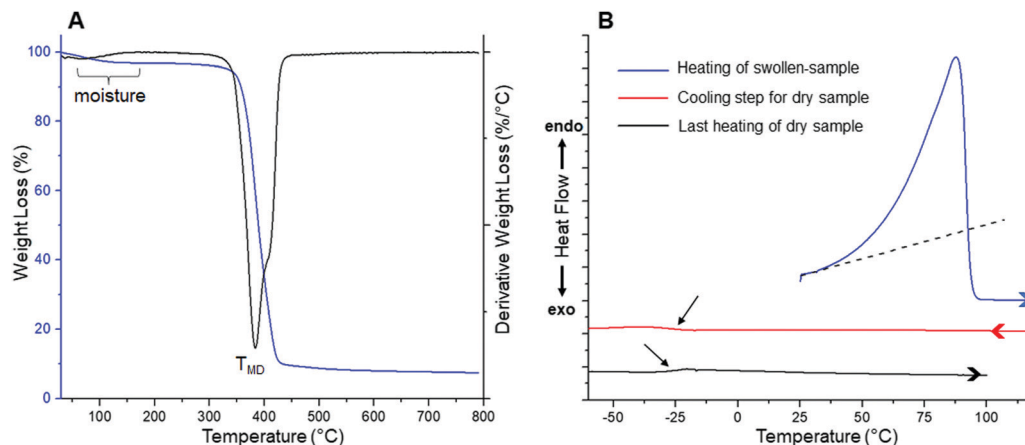 A
100
80
60
40
20
0
Weight Loss (%)
moisture
T_MD
100
200
300
400
500
600
700
800
Temperature (°C)
Derivative Weight Loss (%/°C)
B
Heating of swollen-sample
Cooling step for dry sample
Last heating of dry sample
endo
Heat Flow
exo
-50
-25
0
25
50
75
100
Temperature (°C)